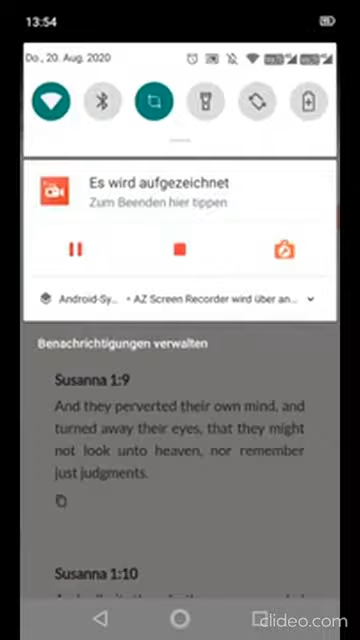 13:54
Do., 20. Aug. 2020
Es wird aufgezeichnet
Zum Beenden hier tippen
Android-Sy... • AZ Screen Recorder wird über an...
Benachrichtigungen verwalten
Susanna 1:9
And they perverted their own mind, and
turned away their eyes, that they might
not look unto heaven, nor remember
just judgments.
Susanna 1:10
clideo.com